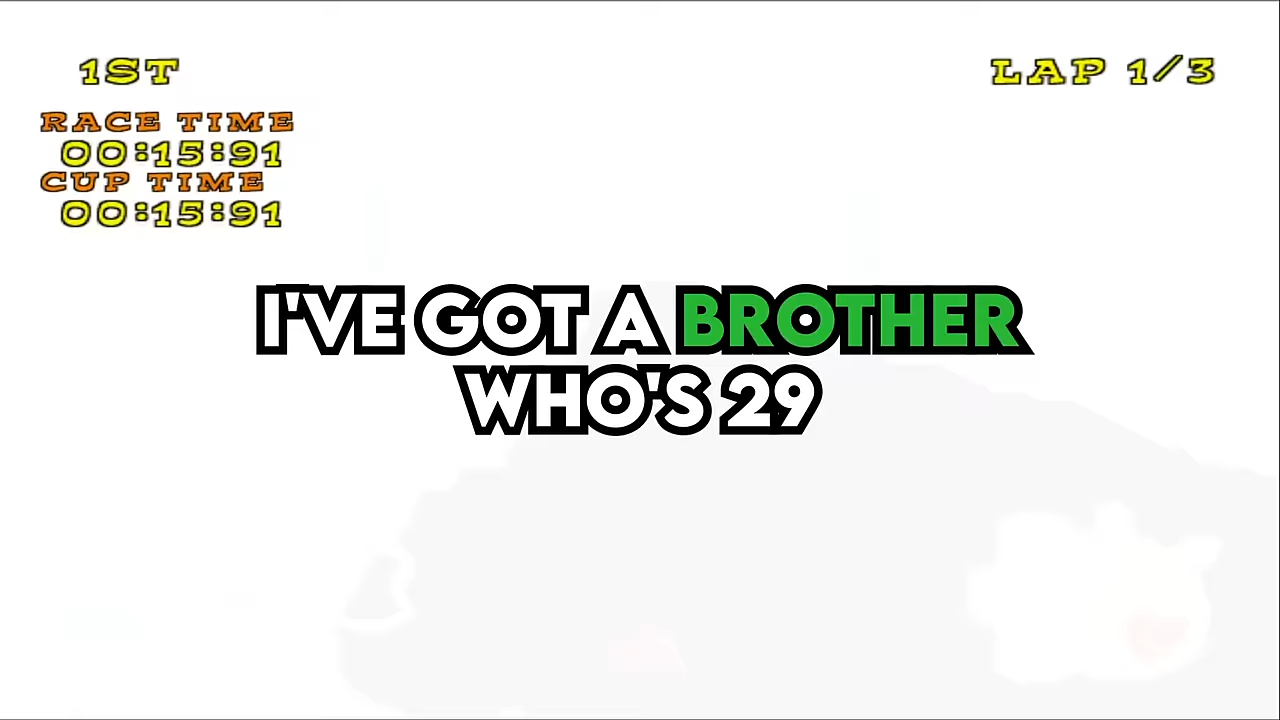 1ST
LAP 1/3
RACE TIME
00:15:91
CUP TIME
00:15:91
I'VE GOT A BROTHER
WHO'S 29